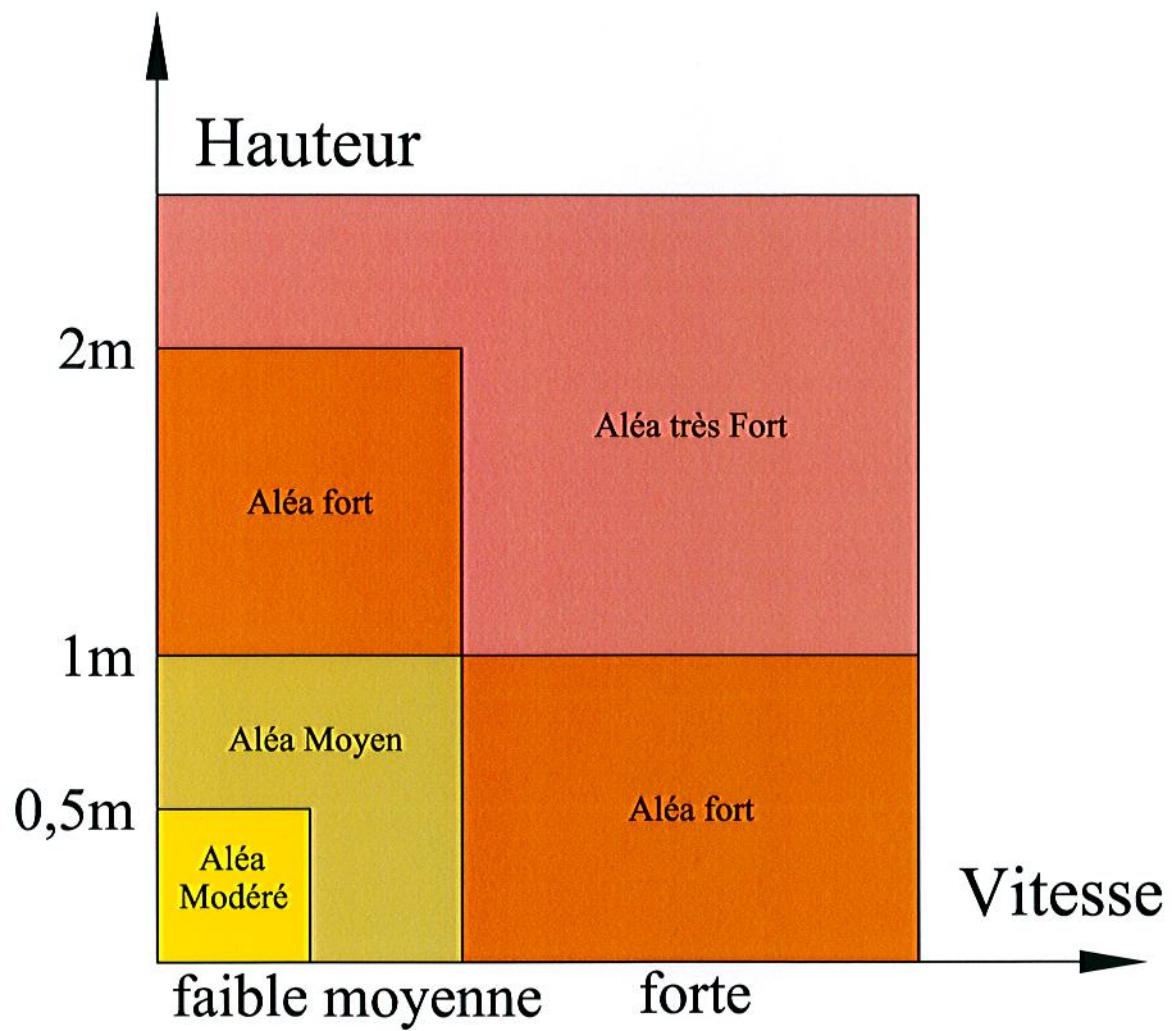 Hauteur
2m
Aléa très Fort
Aléa fort
1m
Aléa Moyen
0,5m
Aléa fort
Aléa
Modéré
Vitesse
faible moyenne forte